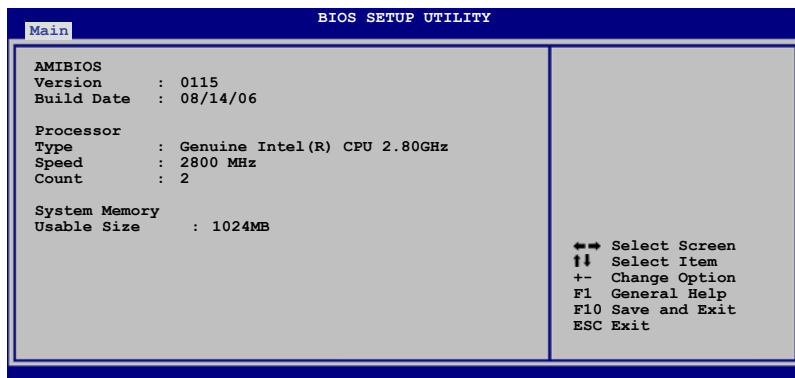 BIOS SETUP UTILITY
Main
AMIBIOS
Version : 0115
Build Date : 08/14/06
Processor
Type : Genuine Intel(R) CPU 2.80GHz
Speed : 2800 MHz
Count : 2
System Memory
Usable Size : 1024MB
←→ Select Screen
↑↓ Select Item
+- Change Option
F1 General Help
F10 Save and Exit
ESC Exit